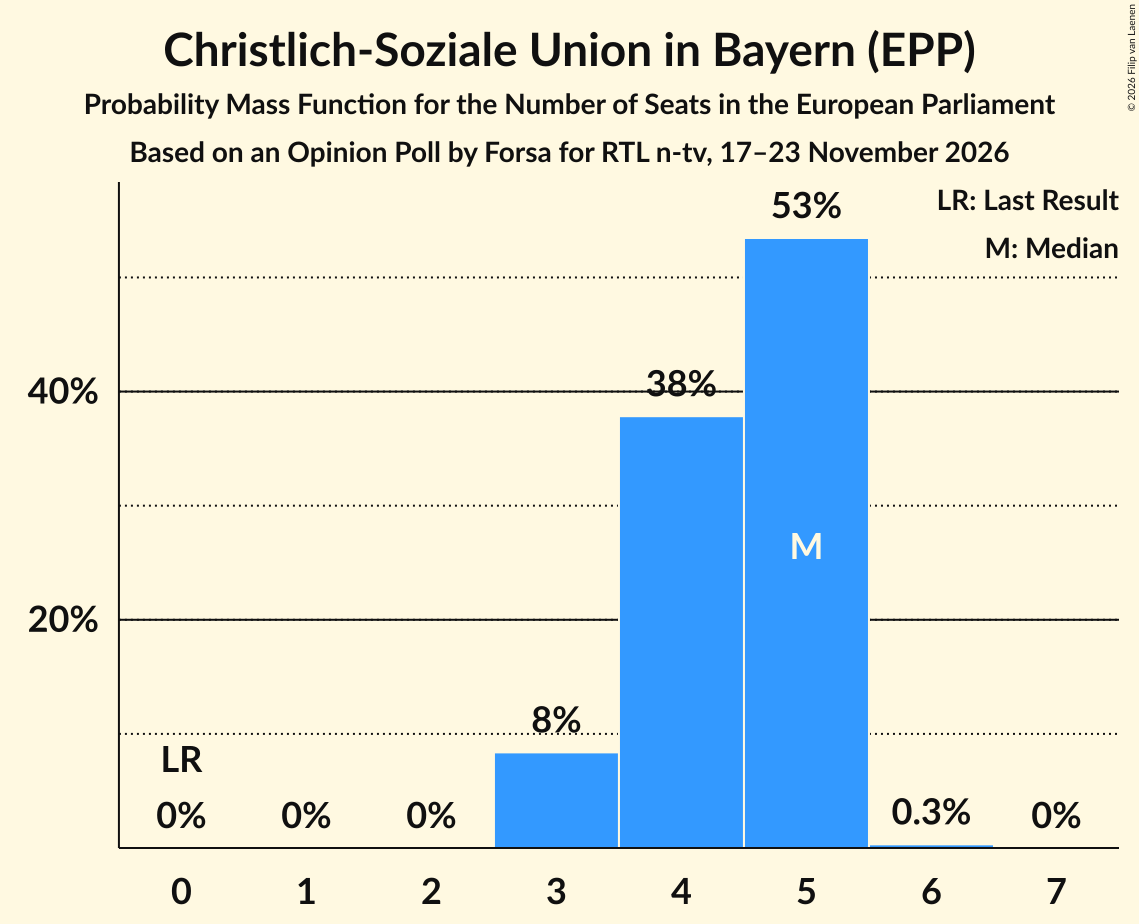 Christlich-Soziale Union in Bayern (EPP)
Probability Mass Function for the Number of Seats in the European Parliament
Based on an Opinion Poll by Forsa for RTL n-tv, 17–23 November 2026
© 2026 Filip van Laenen
LR: Last Result
M: Median
53%
40%
38%
M
20%
8%
LR
0%
0%
0%
0.3%
0%
0
1
2
3
4
5
6
7